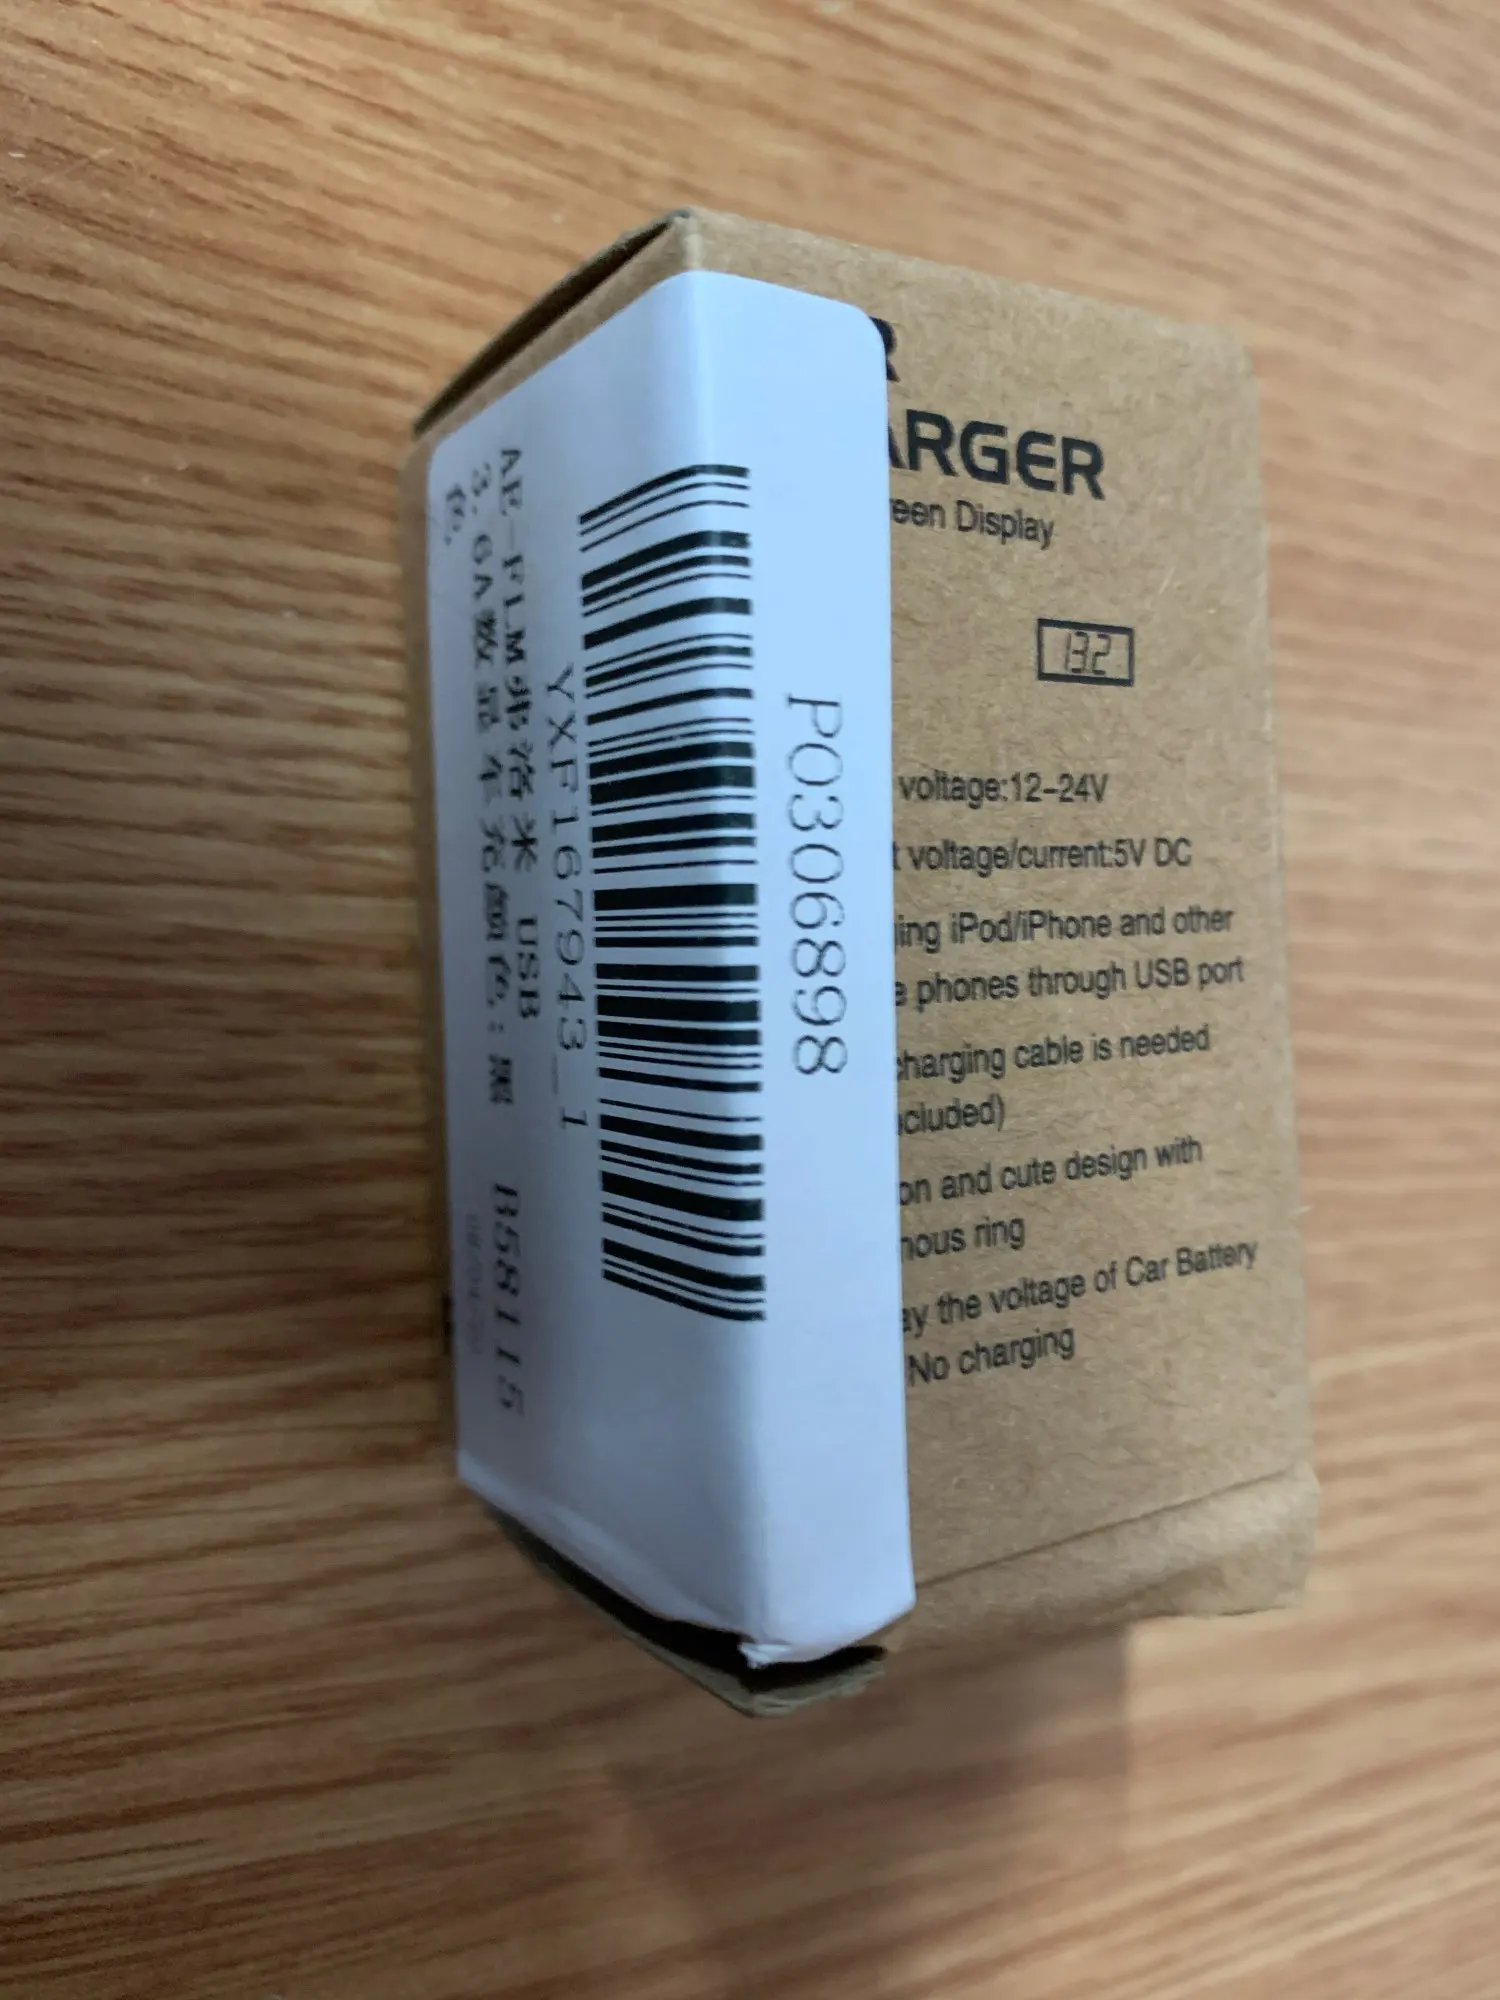 P0306898
YXF167943_1
AE-FLM弗洛米 USB B58115
3.6A数显车充颜色:黑
色,
R
ARGER
een Display
13.2
voltage:12-24V
t voltage/current:5V DC
ing iPod/iPhone and other
e phones through USB port
charging cable is needed
cluded)
on and cute design with
nous ring
ay the voltage of Car Battery
No charging